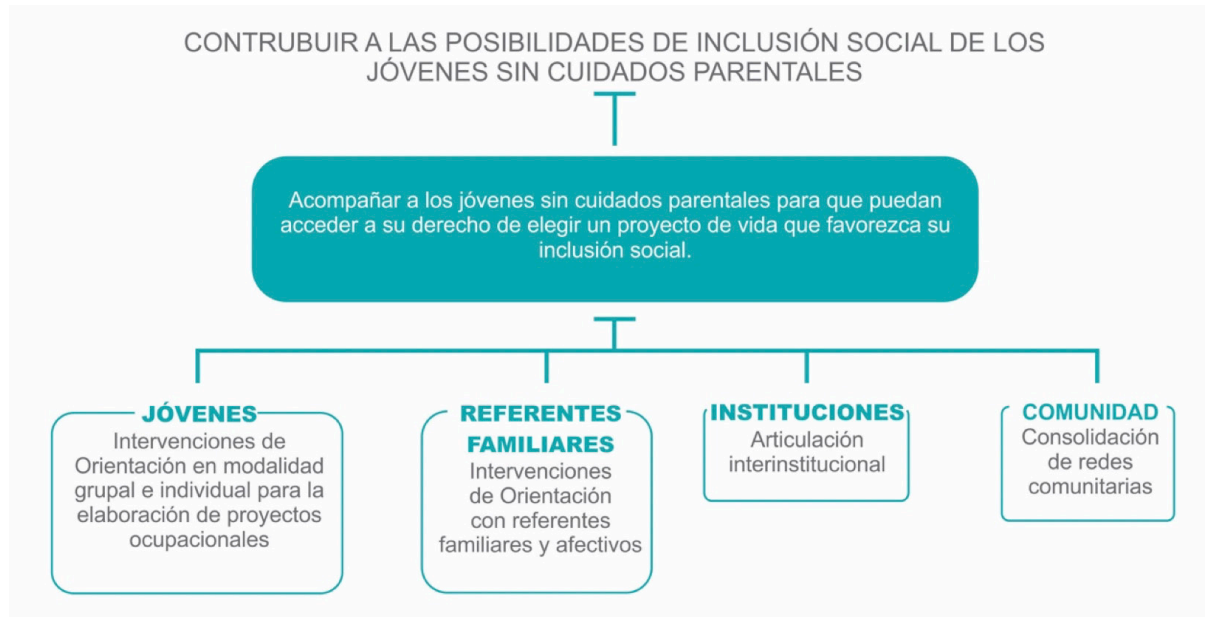 CONTRUBUIR A LAS POSIBILIDADES DE INCLUSIÓN SOCIAL DE LOS
JÓVENES SIN CUIDADOS PARENTALES
Acompañar a los jóvenes sin cuidados parentales para que puedan
acceder a su derecho de elegir un proyecto de vida que favorezca su
inclusión social.
JÓVENES
Intervenciones de
Orientación en modalidad
grupal e individual para la
elaboración de proyectos
ocupacionales
REFERENTES
FAMILIARES
Intervenciones
de Orientación
con referentes
familiares y afectivos
INSTITUCIONES
Articulación
interinstitucional
COMUNIDAD
Consolidación
de redes
comunitarias